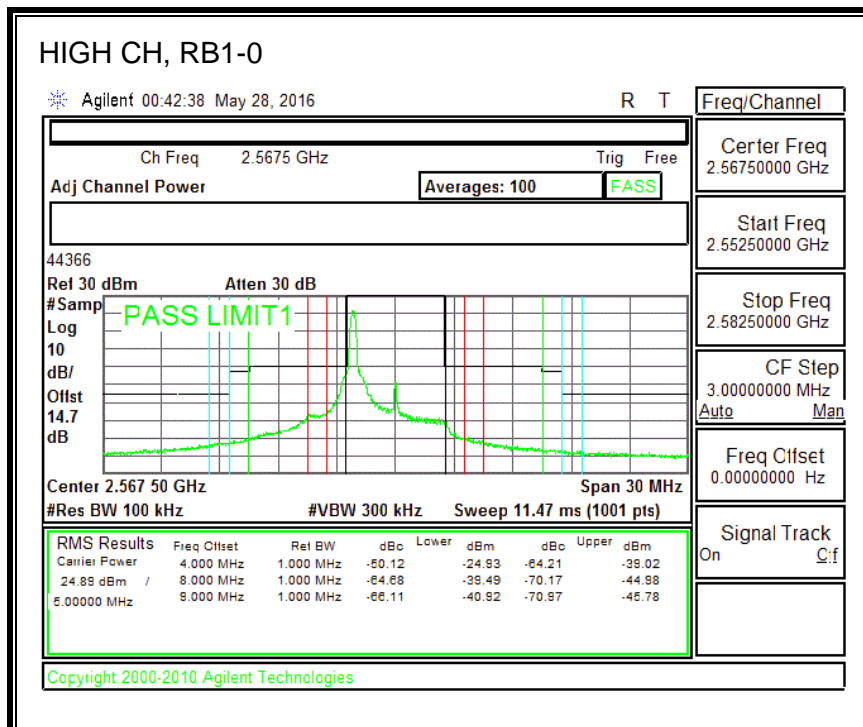 HIGH CH, RB1-0
Agilent 00:42:38 May 28, 2016 R T
Freq/Channel
Ch Freq 2.5675 GHz Trig Free
Adj Channel Power Averages: 100 PASS
Center Freq
2.56750000 GHz
Start Freq
2.55250000 GHz
Stop Freq
2.58250000 GHz
CF Step
3.00000000 MHz
Auto Man
Freq Offset
0.00000000 Hz
Signal Track
On Off
44366
Ref 30 dBm Atten 30 dB
#Samp
Log
10
dB/
Offst
14.7
dB
PASS LIMIT1
Center 2.567 50 GHz Span 30 MHz
#Res BW 100 kHz #VBW 300 kHz Sweep 11.47 ms (1001 pts)
RMS Results Freq Offset Ref BW dBc Lower dBm dBc Upper dBm
Carrier Power 4.000 MHz 1.000 MHz -50.12 -24.93 -64.21 -39.02
24.89 dBm / 8.000 MHz 1.000 MHz -64.68 -39.49 -70.17 -44.98
5.00000 MHz 9.000 MHz 1.000 MHz -66.11 -40.92 -70.97 -45.78
Copyright 2000-2010 Agilent Technologies